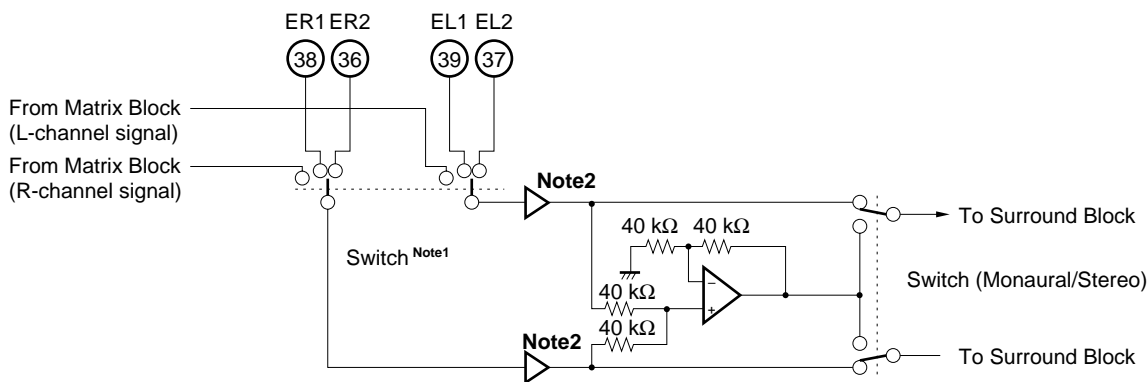 ER1 ER2 EL1 EL2
38 36 39 37
From Matrix Block
(L-channel signal)
From Matrix Block
(R-channel signal)
Note2
To Surround Block
40 kΩ 40 kΩ
Switch Note1
Switch (Monaural/Stereo)
−
40 kΩ
+
40 kΩ
Note2
To Surround Block